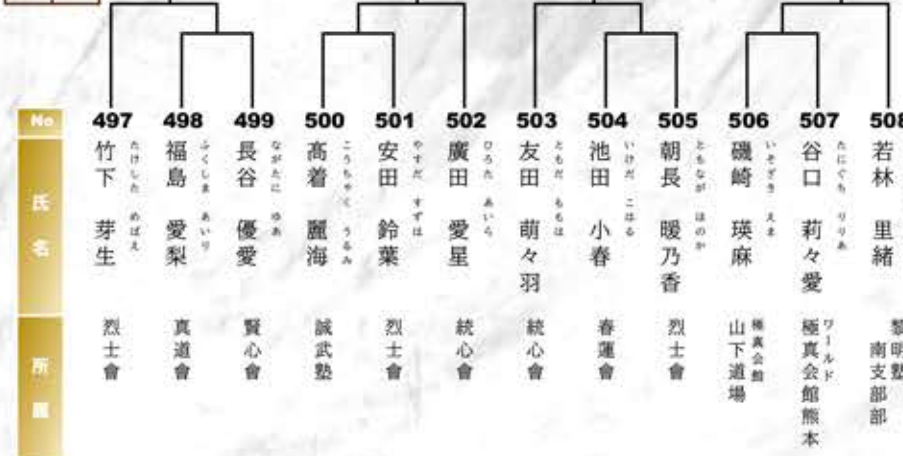 No
497 498 499 500 501 502 503 504 505 506 507 508
氏名
竹下 芽生
たけした めばえ
福島 愛梨
ふくしま あいり
長谷 優愛
ながたに ゆあ
髙着 麗海
こうちゃく うるみ
安田 鈴葉
やすだ すずは
廣田 愛星
ひろた あいら
友田 萌々羽
ともだ ももは
池田 小春
いけだ こはる
朝長 暖乃香
ともなが ほのか
磯崎 瑛麻
いそざき えま
谷口 莉々愛
たにぐち りりあ
若林 里緒
所属
烈士會
真道會
賢心會
誠武塾
烈士會
統心會
統心會
春蓮會
烈士會
極真会館
山下道場
ワールド
極真会館熊本
黎明塾
南支部部